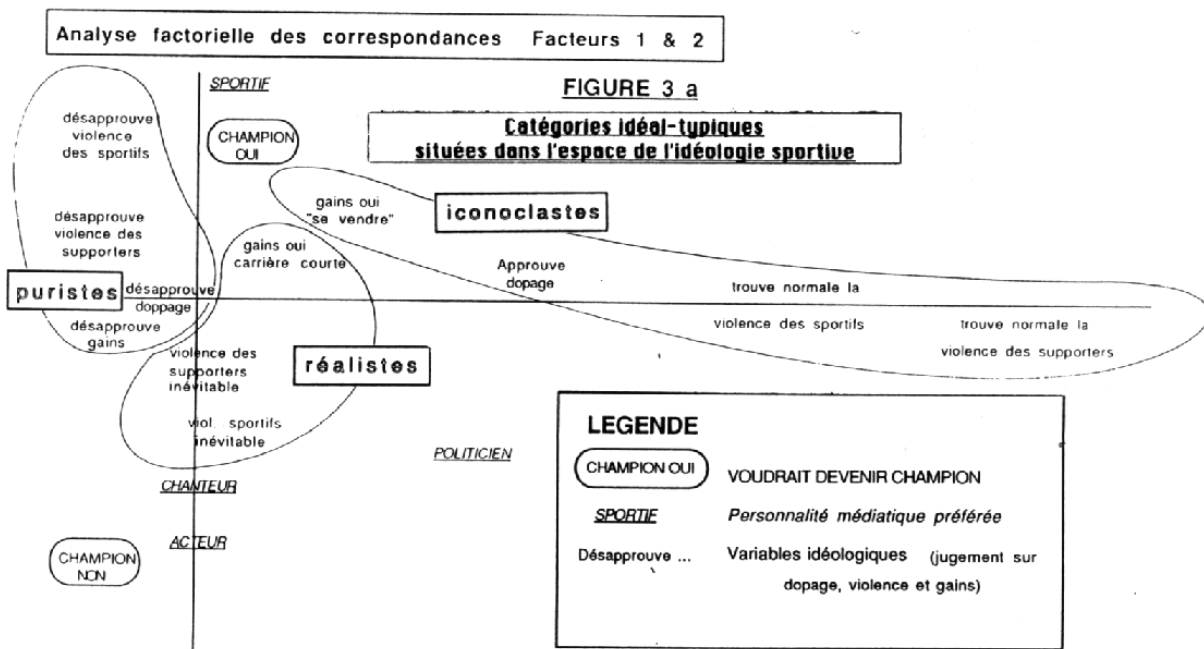 Analyse factorielle des correspondances Facteurs 1 & 2
SPORTIF
FIGURE 3 a
Catégories idéal-typiques
situées dans l'espace de l'idéologie sportive
désapprouve
violence
des sportifs
CHAMPION
OUI
gains oui
"se vendre"
iconoclastes
désapprouve
violence des
supporters
gains oui
carrière courte
Approuve
dopage
trouve normale la
violence des sportifs
trouve normale la
violence des supporters
puristes
désapprouve
doppage
désapprouve
gains
violence des
supporters
inévitable
réalistes
viol. sportifs
inévitable
POLITICIEN
CHANTEUR
ACTEUR
CHAMPION
NON
LEGENDE
CHAMPION OUI
VOUDRAIT DEVENIR CHAMPION
SPORTIF
Personnalité médiatique préférée
Désapprouve ...
Variables idéologiques (jugement sur
dopage, violence et gains)